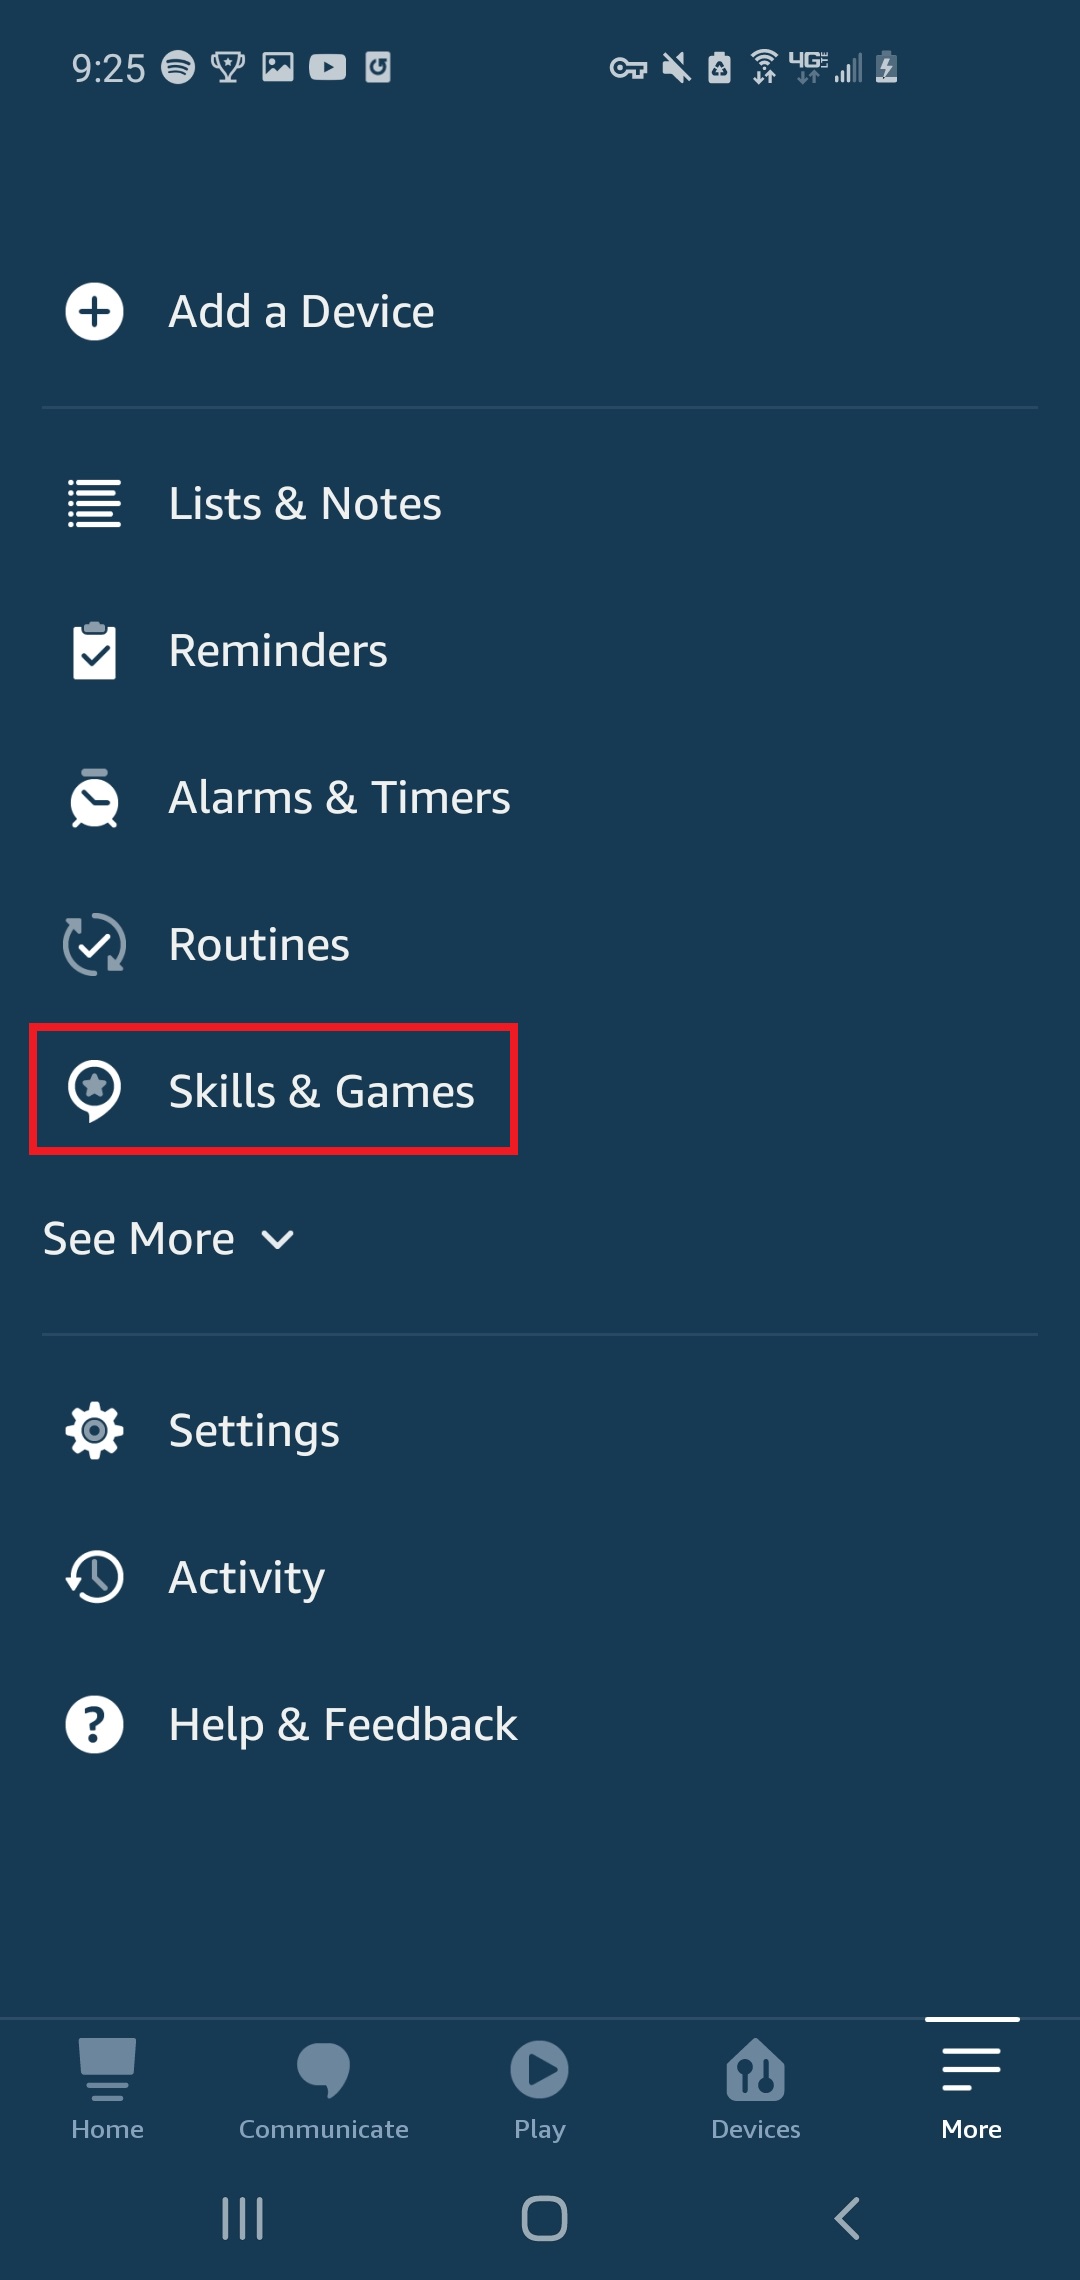 9:25
4G LTE
Add a Device
Lists & Notes
Reminders
Alarms & Timers
Routines
Skills & Games
See More
Settings
Activity
Help & Feedback
Home Communicate Play Devices More